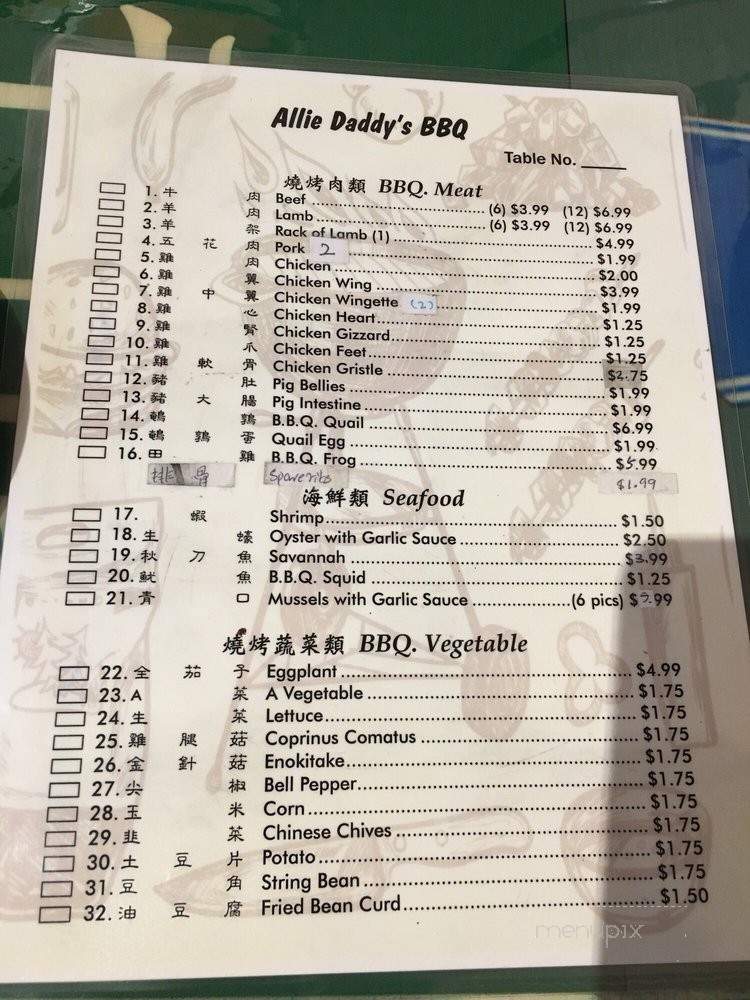 Allie Daddy's BBQ
Table No.
燒烤肉類 BBQ. Meat
1. 牛 肉 Beef (6) $3.99 (12) $6.99
2. 羊 肉 Lamb (6) $3.99 (12) $6.99
3. 羊 架 Rack of Lamb (1) $4.99
4. 五 花 肉 Pork 2 $1.99
5. 雞 肉 Chicken $2.00
6. 雞 翼 Chicken Wing $3.99
7. 雞 中 翼 Chicken Wingette (2) $1.99
8. 雞 心 Chicken Heart $1.25
9. 雞 腎 Chicken Gizzard $1.25
10. 雞 爪 Chicken Feet $1.25
11. 雞 軟 骨 Chicken Gristle $2.75
12. 豬 肚 Pig Bellies $1.99
13. 豬 大 腸 Pig Intestine $1.99
14. 鵪 鶉 B.B.Q. Quail $6.99
15. 鵪 鶉 蛋 Quail Egg $1.99
16. 田 雞 B.B.Q. Frog $5.99
排 骨 Spareribs $1.99
海鮮類 Seafood
17. 蝦 Shrimp $1.50
18. 生 蠔 Oyster with Garlic Sauce $2.50
19. 秋 刀 魚 Savannah $3.99
20. 魷 魚 B.B.Q. Squid $1.25
21. 青 口 Mussels with Garlic Sauce (6 pics) .99
燒烤蔬菜類 BBQ. Vegetable
22. 全 茄 子 Eggplant $4.99
23. A 菜 A Vegetable $1.75
24. 生 菜 Lettuce $1.75
25. 雞 腿 菇 Coprinus Comatus $1.75
26. 金 針 菇 Enokitake $1.75
27. 尖 椒 Bell Pepper $1.75
28. 玉 米 Corn $1.75
29. 韭 菜 Chinese Chives $1.75
30. 土 豆 片 Potato $1.75
31. 豆 角 String Bean $1.75
32. 油 豆 腐 Fried Bean Curd $1.50
menupix